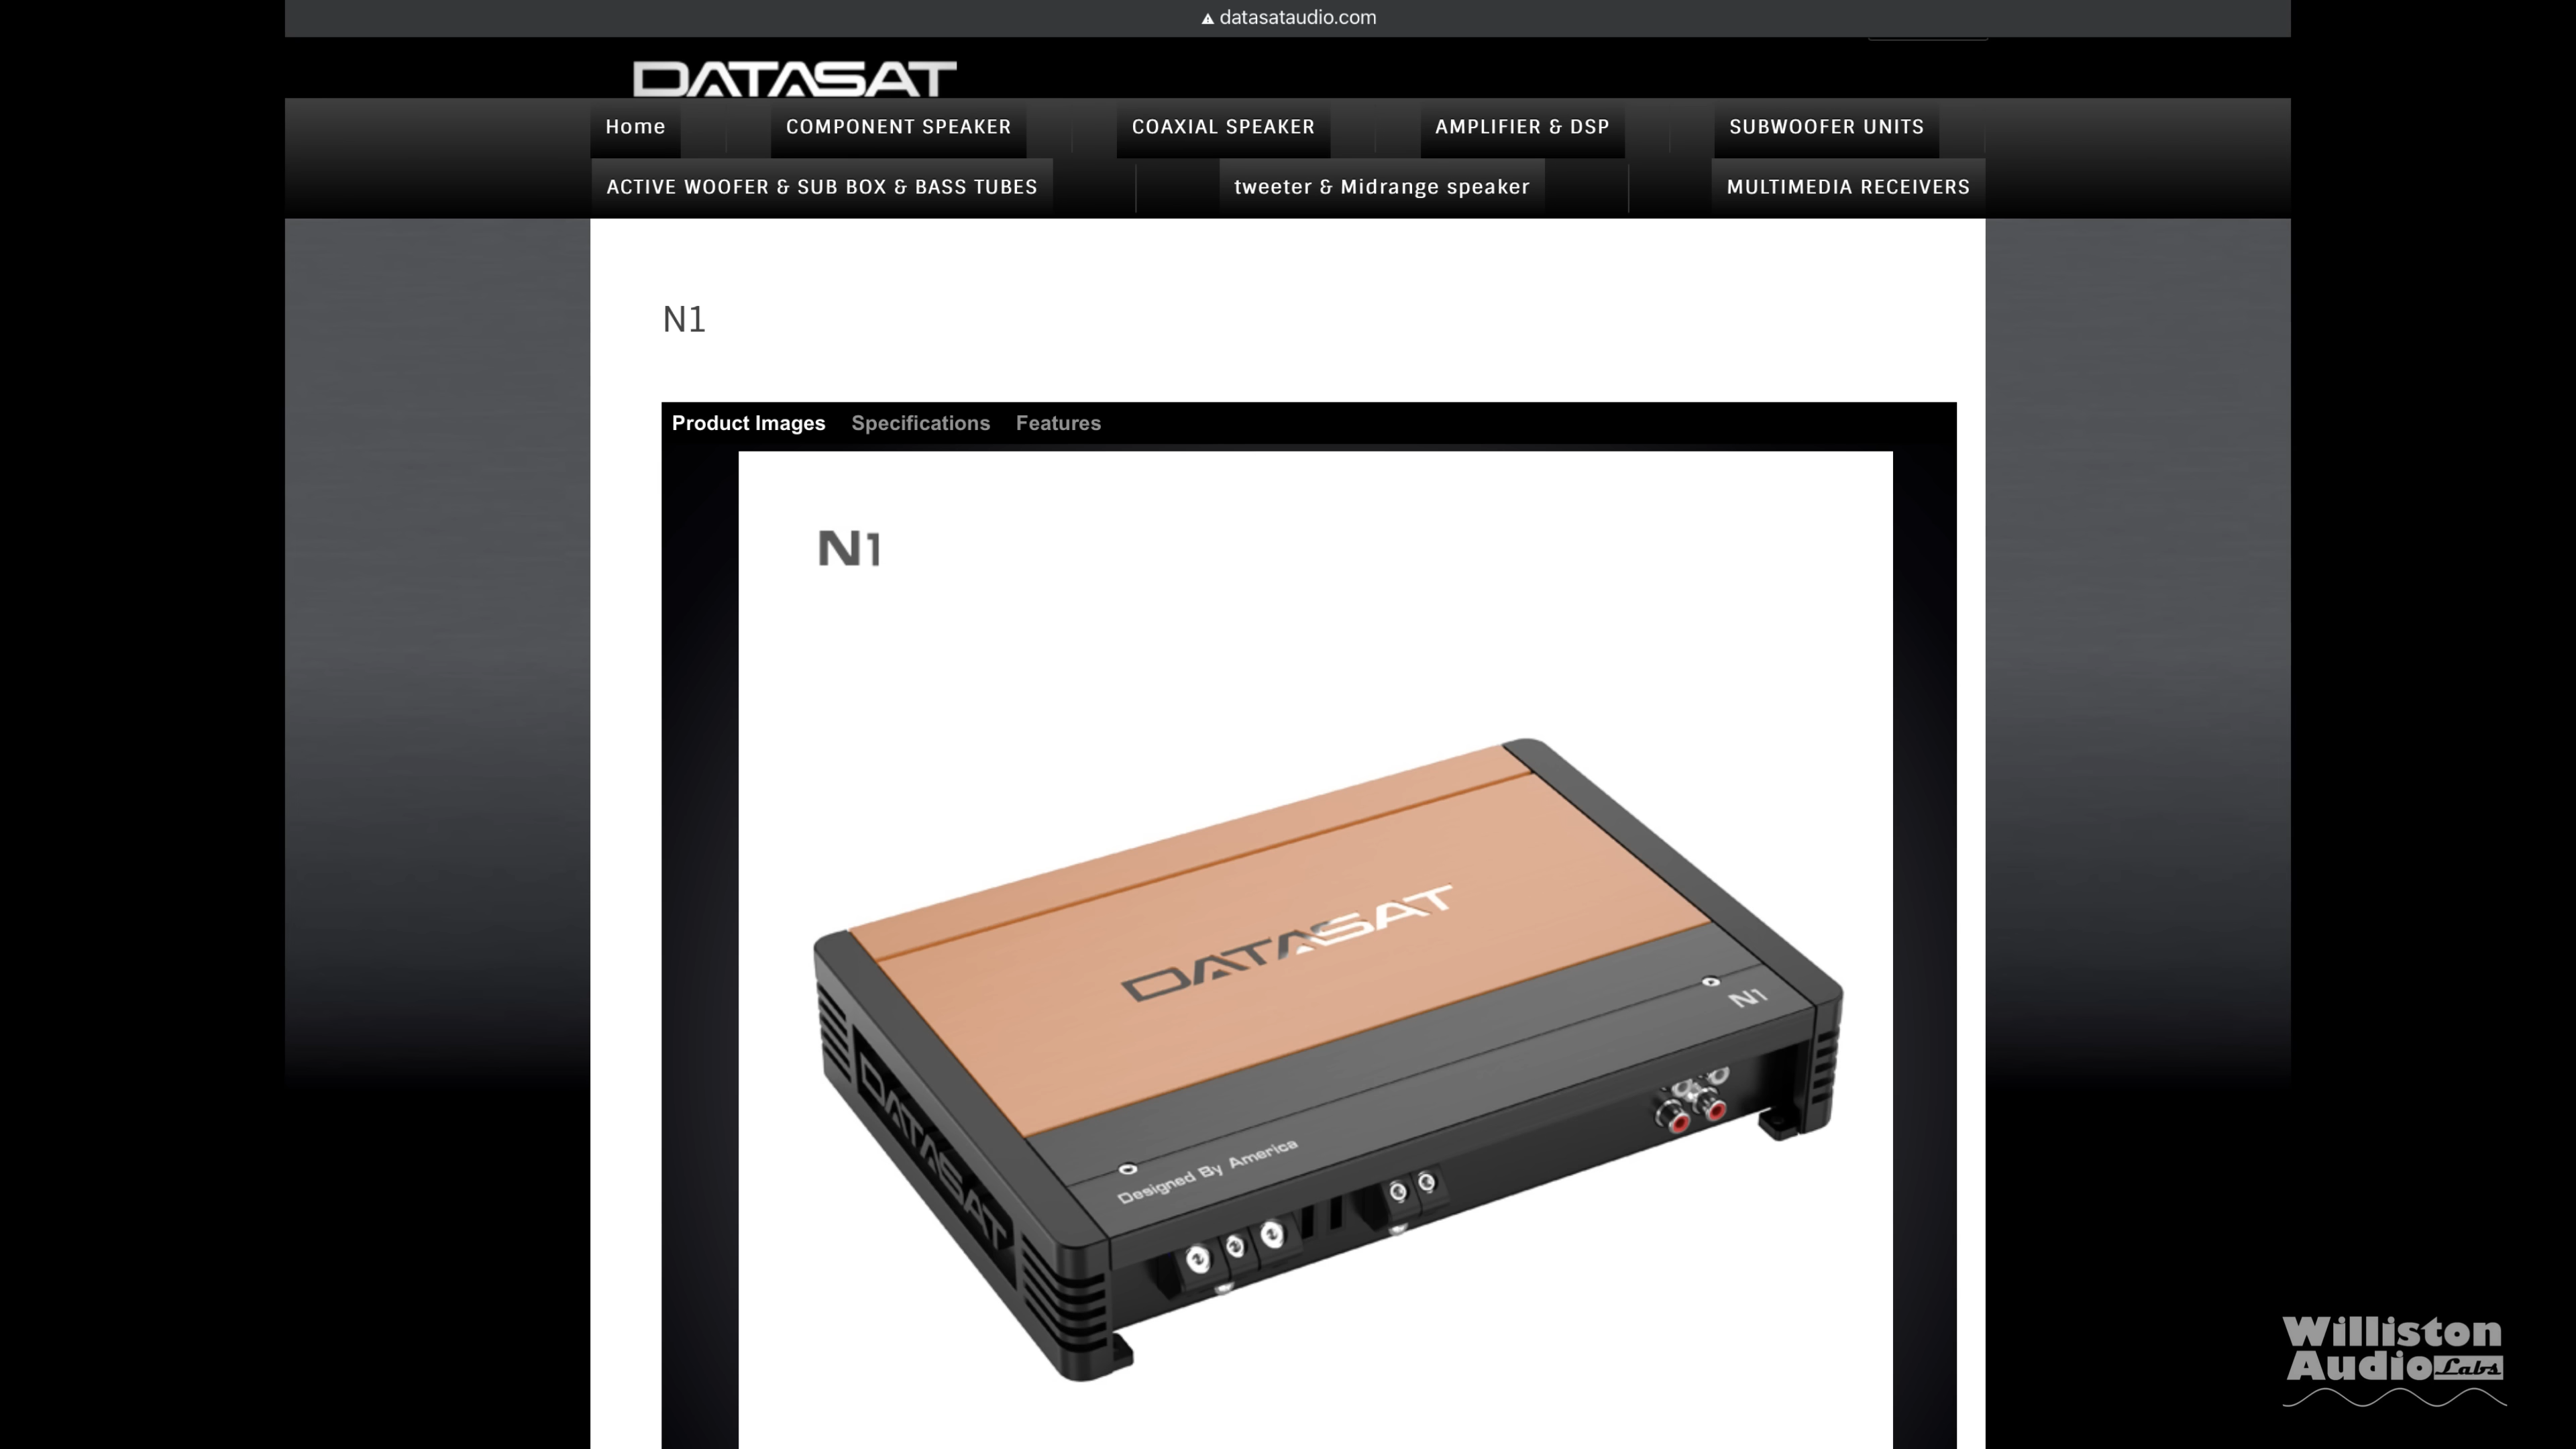 datasataudio.com
DATASAT
Home COMPONENT SPEAKER COAXIAL SPEAKER AMPLIFIER & DSP SUBWOOFER UNITS
ACTIVE WOOFER & SUB BOX & BASS TUBES tweeter & Midrange speaker MULTIMEDIA RECEIVERS
N1
Product Images Specifications Features
N1
DATASAT
N1
Designed By America
DATASAT
Williston
Audio Labs